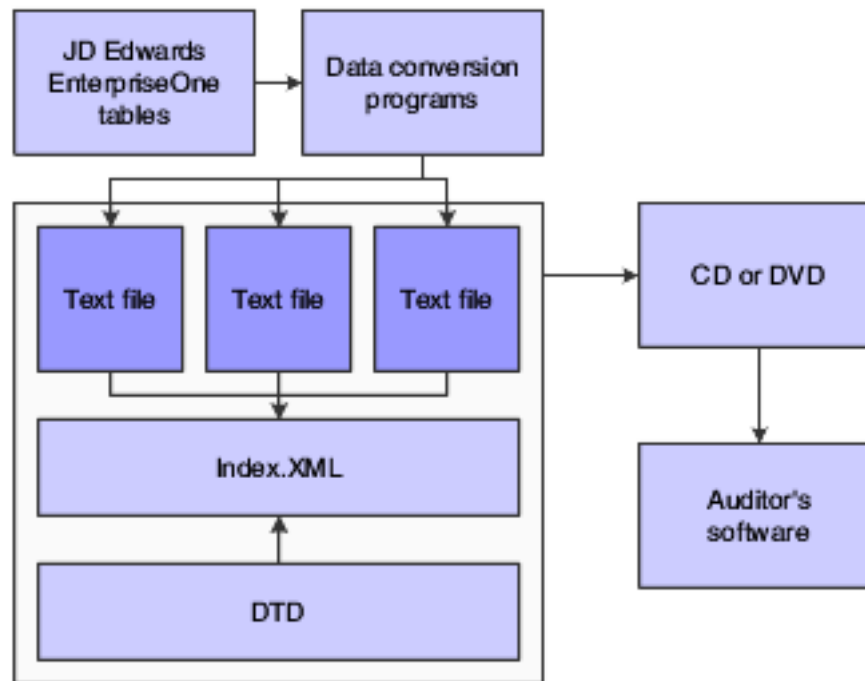 JD Edwards
EnterpriseOne
tables
Data conversion
programs
Text file
Text file
Text file
CD or DVD
Index.XML
Auditor's
software
DTD